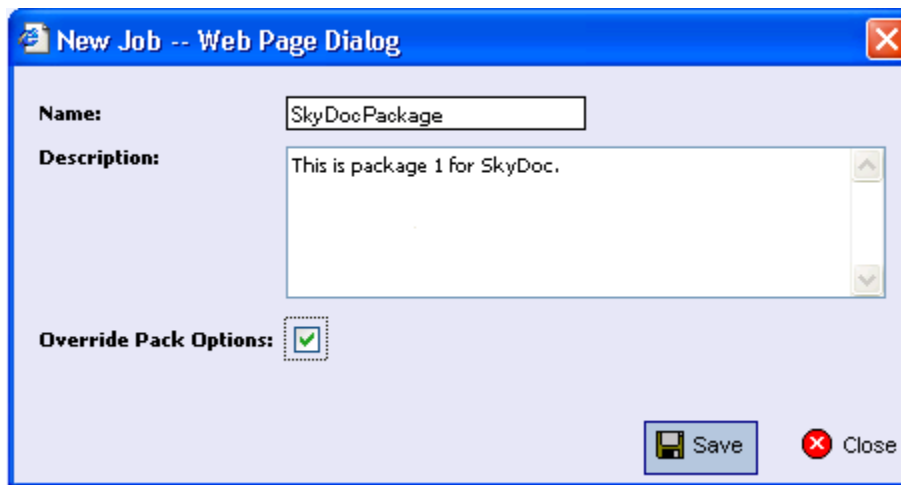 New Job -- Web Page Dialog
Name: SkyDocPackage
Description: This is package 1 for SkyDoc.
Override Pack Options:
Save Close